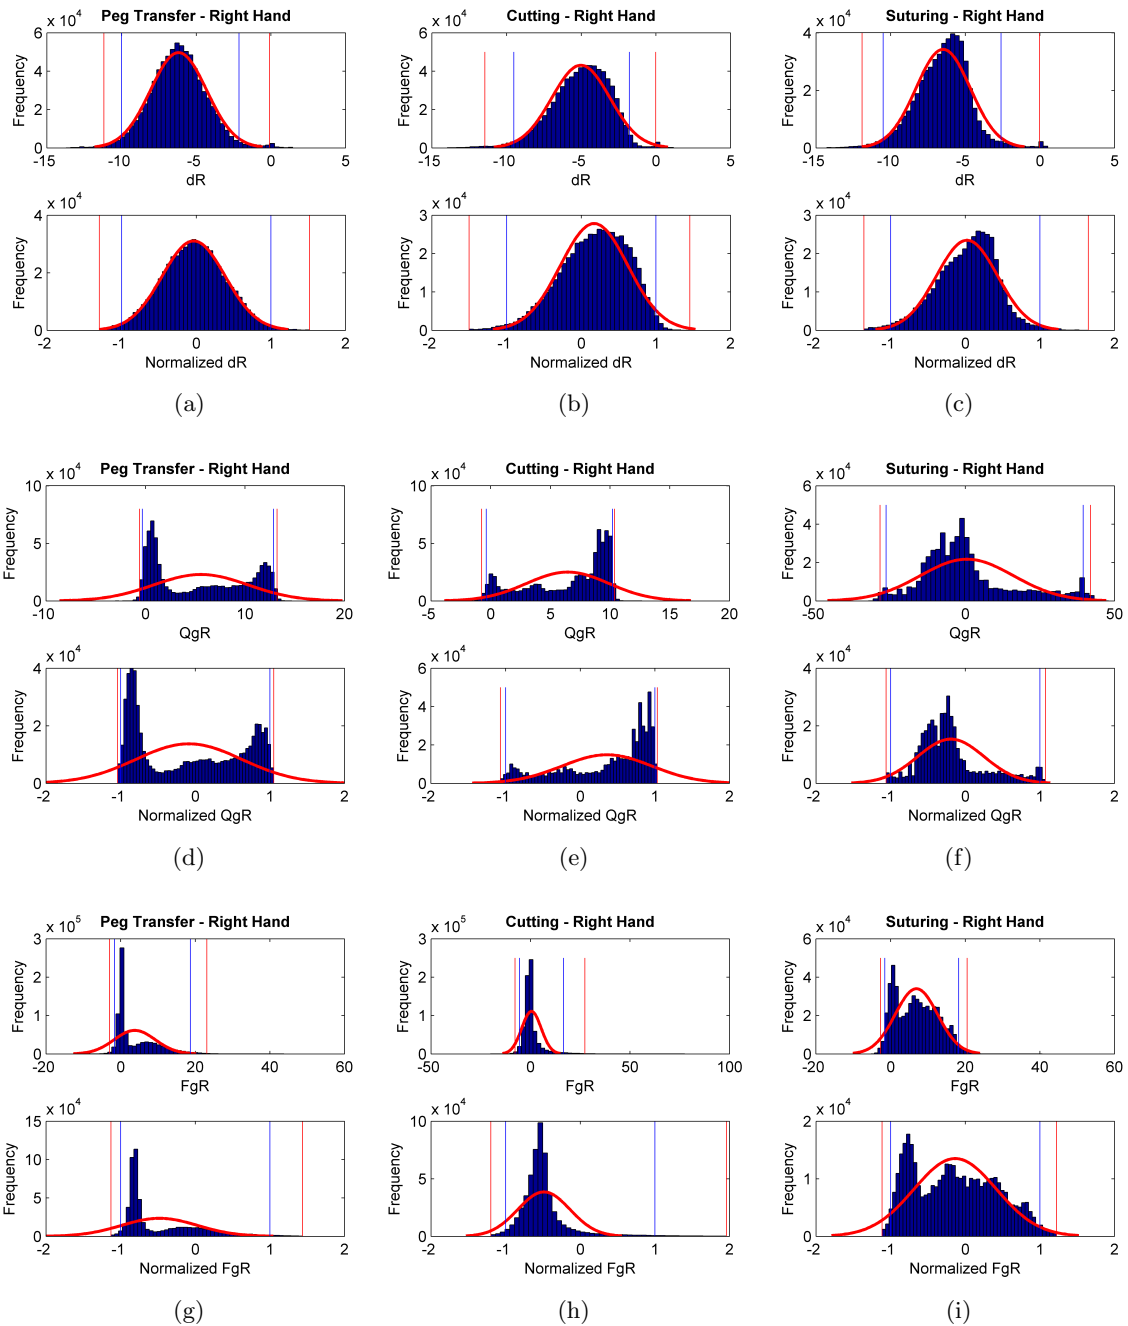 Peg Transfer - Right Hand
Cutting - Right Hand
Suturing - Right Hand
x 10^4
x 10^4
x 10^4
Frequency
Frequency
Frequency
6
4
2
0
6
4
2
0
4
3
2
1
0
-15 -10 -5 0 5
-15 -10 -5 0 5
-15 -10 -5 0 5
dR
dR
dR
x 10^4
x 10^4
x 10^4
Frequency
Frequency
Frequency
4
2
0
3
2
1
0
3
2
1
0
-2 -1 0 1 2
-2 -1 0 1 2
-2 -1 0 1 2
Normalized dR
Normalized dR
Normalized dR
(a)
(b)
(c)
Peg Transfer - Right Hand
Cutting - Right Hand
Suturing - Right Hand
x 10^4
x 10^4
x 10^4
Frequency
Frequency
Frequency
10
5
0
10
5
0
6
4
2
0
-10 0 10 20
-5 0 5 10 15 20
-50 0 50
QgR
QgR
QgR
x 10^4
x 10^4
x 10^4
Frequency
Frequency
Frequency
4
2
0
6
4
2
0
4
2
0
-2 -1 0 1 2
-2 -1 0 1 2
-2 -1 0 1 2
Normalized QgR
Normalized QgR
Normalized QgR
(d)
(e)
(f)
Peg Transfer - Right Hand
Cutting - Right Hand
Suturing - Right Hand
x 10^5
x 10^5
x 10^4
Frequency
Frequency
Frequency
3
2
1
0
3
2
1
0
6
4
2
0
-20 0 20 40 60
-50 0 50 100
-20 0 20 40 60
FgR
FgR
FgR
x 10^4
x 10^4
x 10^4
Frequency
Frequency
Frequency
15
10
5
0
10
5
0
2
1
0
-2 -1 0 1 2
-2 -1 0 1 2
-2 -1 0 1 2
Normalized FgR
Normalized FgR
Normalized FgR
(g)
(h)
(i)